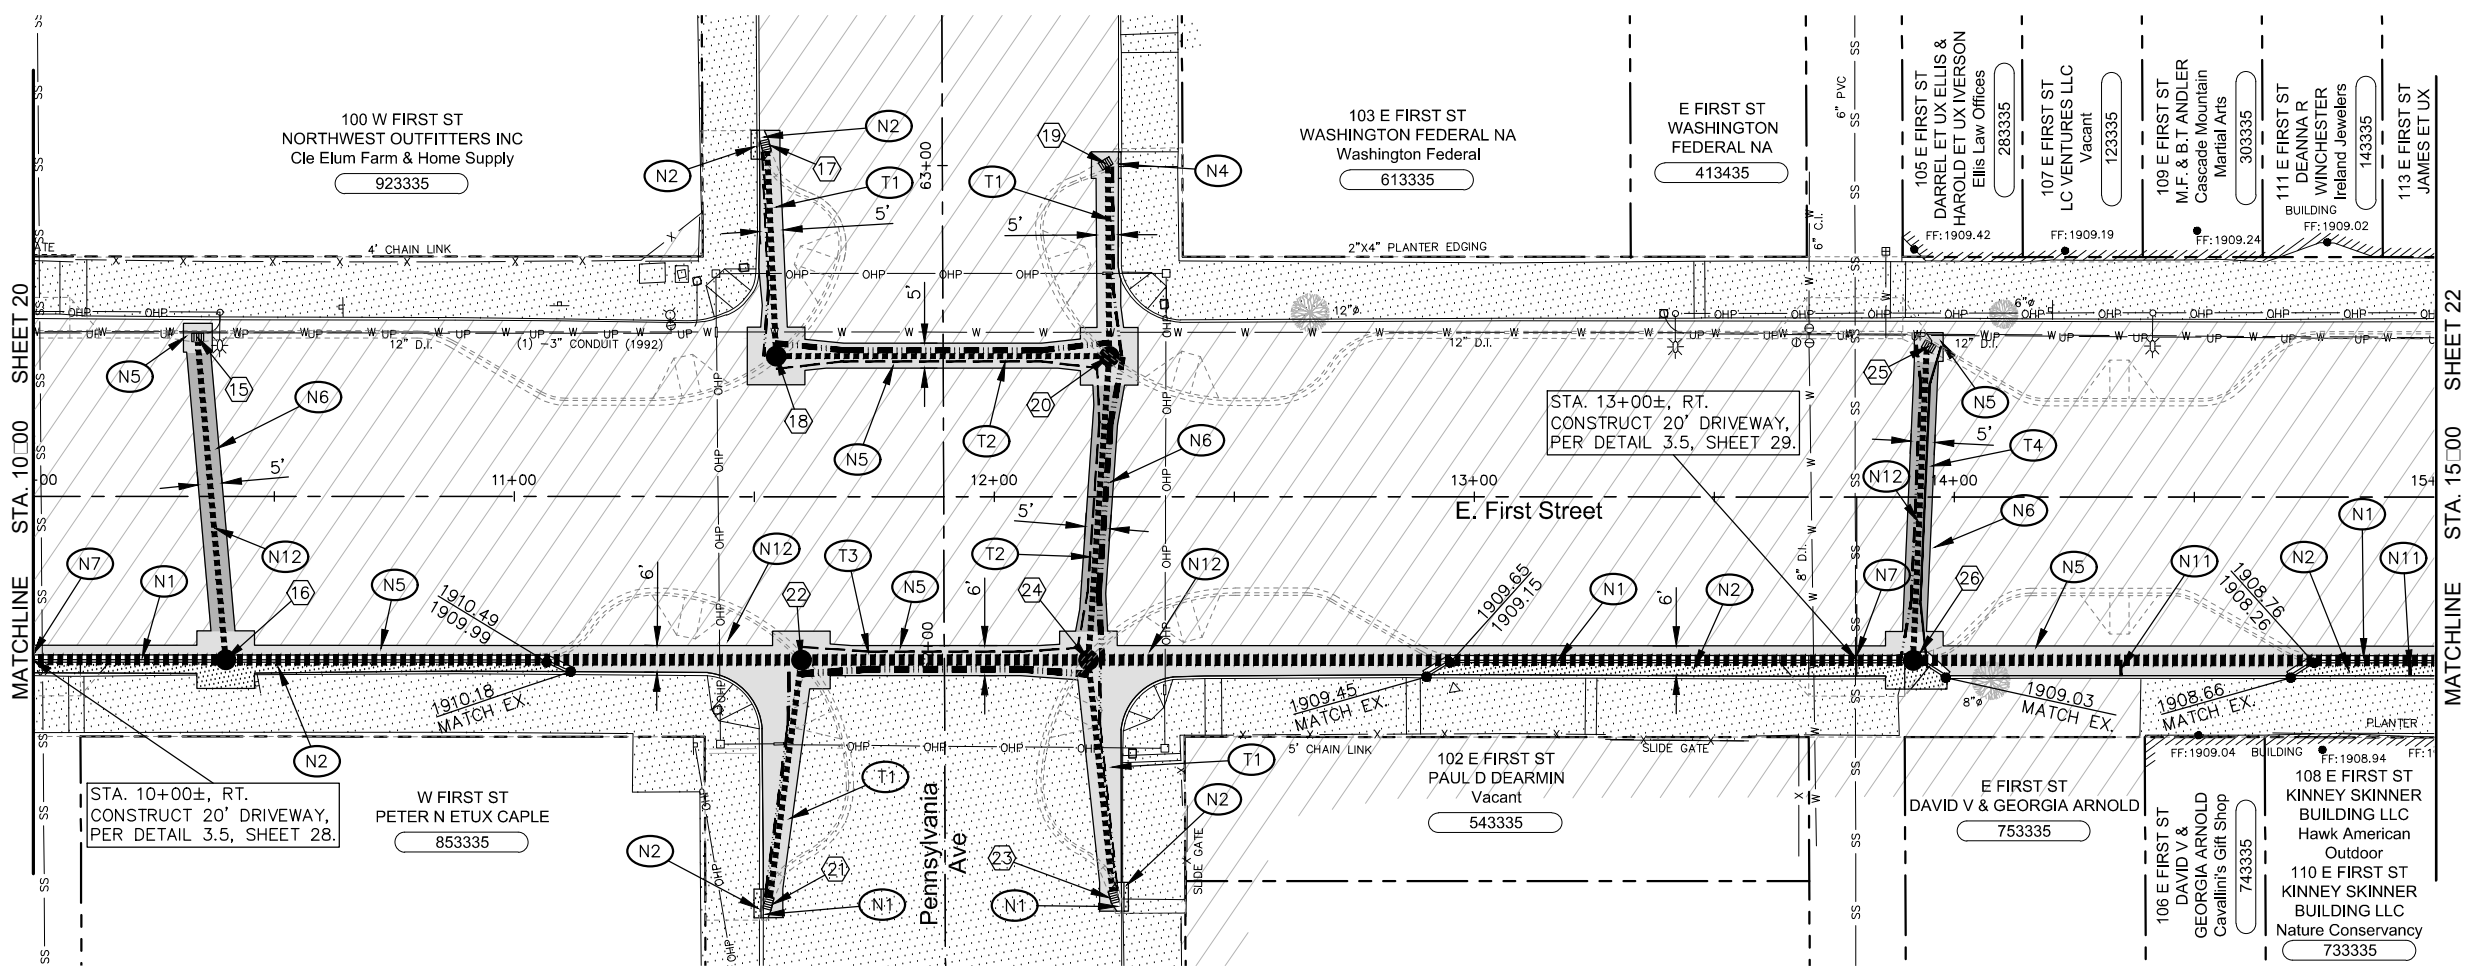 MATCHLINE STA. 10□00 SHEET 20
100 W FIRST ST
NORTHWEST OUTFITTERS INC
Cle Elum Farm & Home Supply
923335
4' CHAIN LINK
12" D.I.
(1) -3" CONDUIT (1992)
N2
N2
17
T1
5'
63+00
19
N4
T1
5'
5'
103 E FIRST ST
WASHINGTON FEDERAL NA
Washington Federal
613335
E FIRST ST
WASHINGTON
FEDERAL NA
413435
2"X4" PLANTER EDGING
12"ø
12" D.I.
6" C.I.
6" PVC
105 E FIRST ST
DARREL ET UX ELLIS &
HAROLD ET UX IVERSON
Ellis Law Offices
283335
FF:1909.42
107 E FIRST ST
LC VENTURES LLC
Vacant
123335
FF:1909.19
109 E FIRST ST
M.F. & B.T ANDLER
Cascade Mountain
Martial Arts
303335
FF:1909.24
111 E FIRST ST
DEANNA R
WINCHESTER
Ireland Jewelers
143335
BUILDING
FF:1909.02
113 E FIRST ST
JAMES ET UX
6"ø
12" D.I.
N5
15
N6
5'
18
N5
T2
20
N6
25
N5
5'
T4
N12
STA. 13+00±, RT.
CONSTRUCT 20' DRIVEWAY,
PER DETAIL 3.5, SHEET 29.
00
11+00
12+00
13+00
14+00
15+
E. First Street
5'
N7
N1
N12
16
N5
1910.49
1909.99
6'
N12
22
T3
N5
T2
6'
24
N12
1909.65
1909.15
N1
N2
6'
8" D.I.
N7
26
N6
N5
N11
1908.76
1908.26
N2
N1
N11
+00
1910.18
MATCH EX.
1909.45
MATCH EX.
8"ø
1909.03
MATCH EX.
1908.66
MATCH EX.
PLANTER
N2
STA. 10+00±, RT.
CONSTRUCT 20' DRIVEWAY,
PER DETAIL 3.5, SHEET 28.
W FIRST ST
PETER N ETUX CAPLE
853335
N2
21
T1
N1
Pennsylvania
Ave
23
N1
N2
T1
5' CHAIN LINK
SLIDE GATE
SLIDE GATE
102 E FIRST ST
PAUL D DEARMIN
Vacant
543335
E FIRST ST
DAVID V & GEORGIA ARNOLD
753335
FF:1909.04
BUILDING
FF:1908.94
106 E FIRST ST
DAVID V &
GEORGIA ARNOLD
Cavallini's Gift Shop
743335
108 E FIRST ST
KINNEY SKINNER
BUILDING LLC
Hawk American
Outdoor
110 E FIRST ST
KINNEY SKINNER
BUILDING LLC
Nature Conservancy
733335
MATCHLINE STA. 15□00 SHEET 22